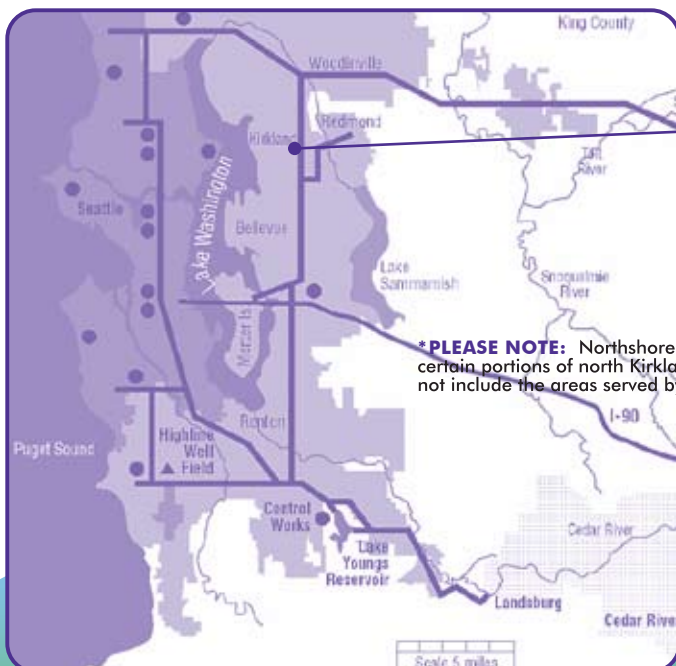 King County
Woodinville
Redmond
Kirkland
Tolt
River
Seattle
Lake Washington
Bellevue
Lake
Sammamish
Snoqualmie
River
Mercer Is.
*PLEASE NOTE: Northshore
certain portions of north Kirkla
not include the areas served b
I-90
Renton
Puget Sound
Highline
Well
Field
Control
Works
Cedar River
Lake
Youngs
Reservoir
Landsburg
Cedar Rive
Scale 5 miles